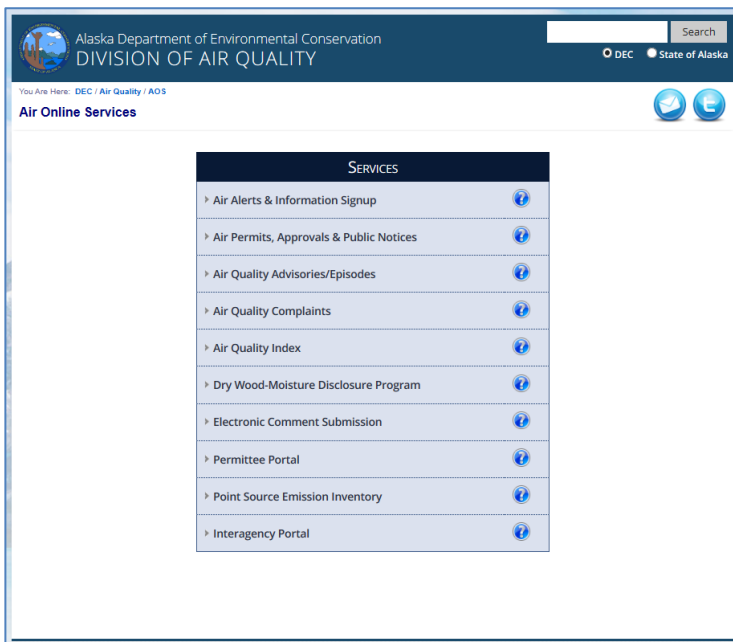 Alaska Department of Environmental Conservation
DIVISION OF AIR QUALITY
Search
DEC State of Alaska
You Are Here: DEC / Air Quality / AOS
Air Online Services
SERVICES
Air Alerts & Information Signup
Air Permits, Approvals & Public Notices
Air Quality Advisories/Episodes
Air Quality Complaints
Air Quality Index
Dry Wood-Moisture Disclosure Program
Electronic Comment Submission
Permittee Portal
Point Source Emission Inventory
Interagency Portal